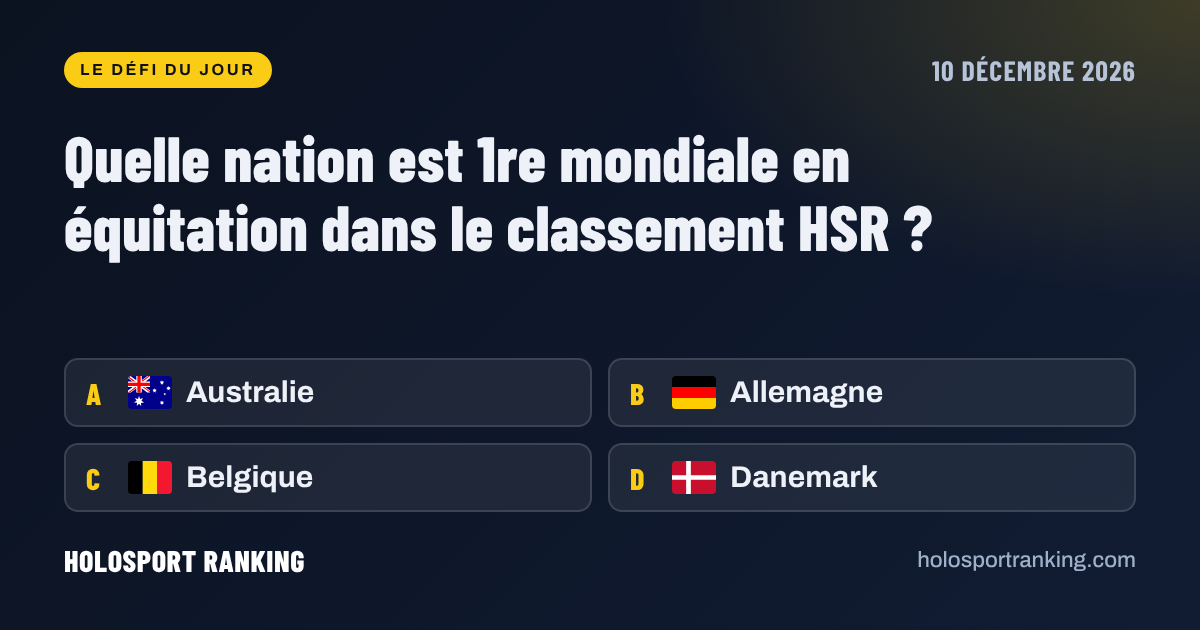 LE DÉFI DU JOUR
10 DÉCEMBRE 2026
Quelle nation est 1re mondiale en
équitation dans le classement HSR ?
A Australie
B Allemagne
C Belgique
D Danemark
HOLOSPORT RANKING
holosportranking.com